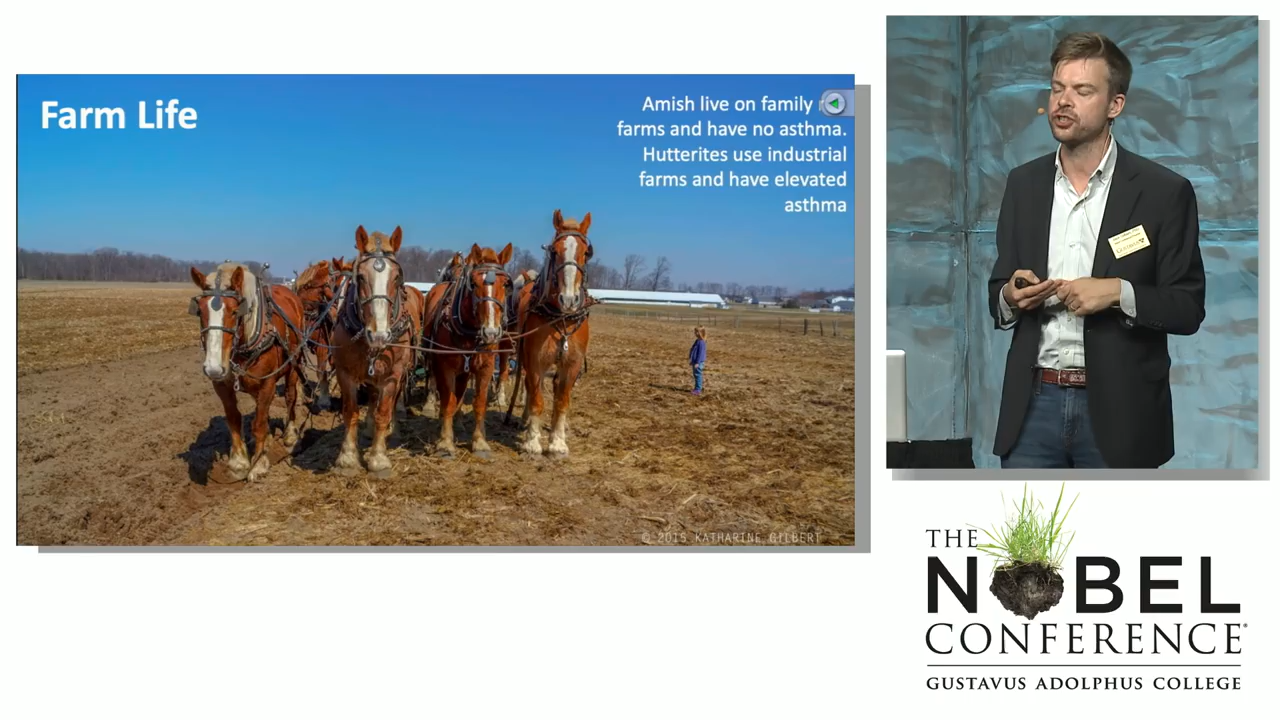 Farm Life
Amish live on family
farms and have no asthma.
Hutterites use industrial
farms and have elevated
asthma
© 2015 KATHARINE GILBERT
THE
NOBEL
CONFERENCE®
GUSTAVUS ADOLPHUS COLLEGE